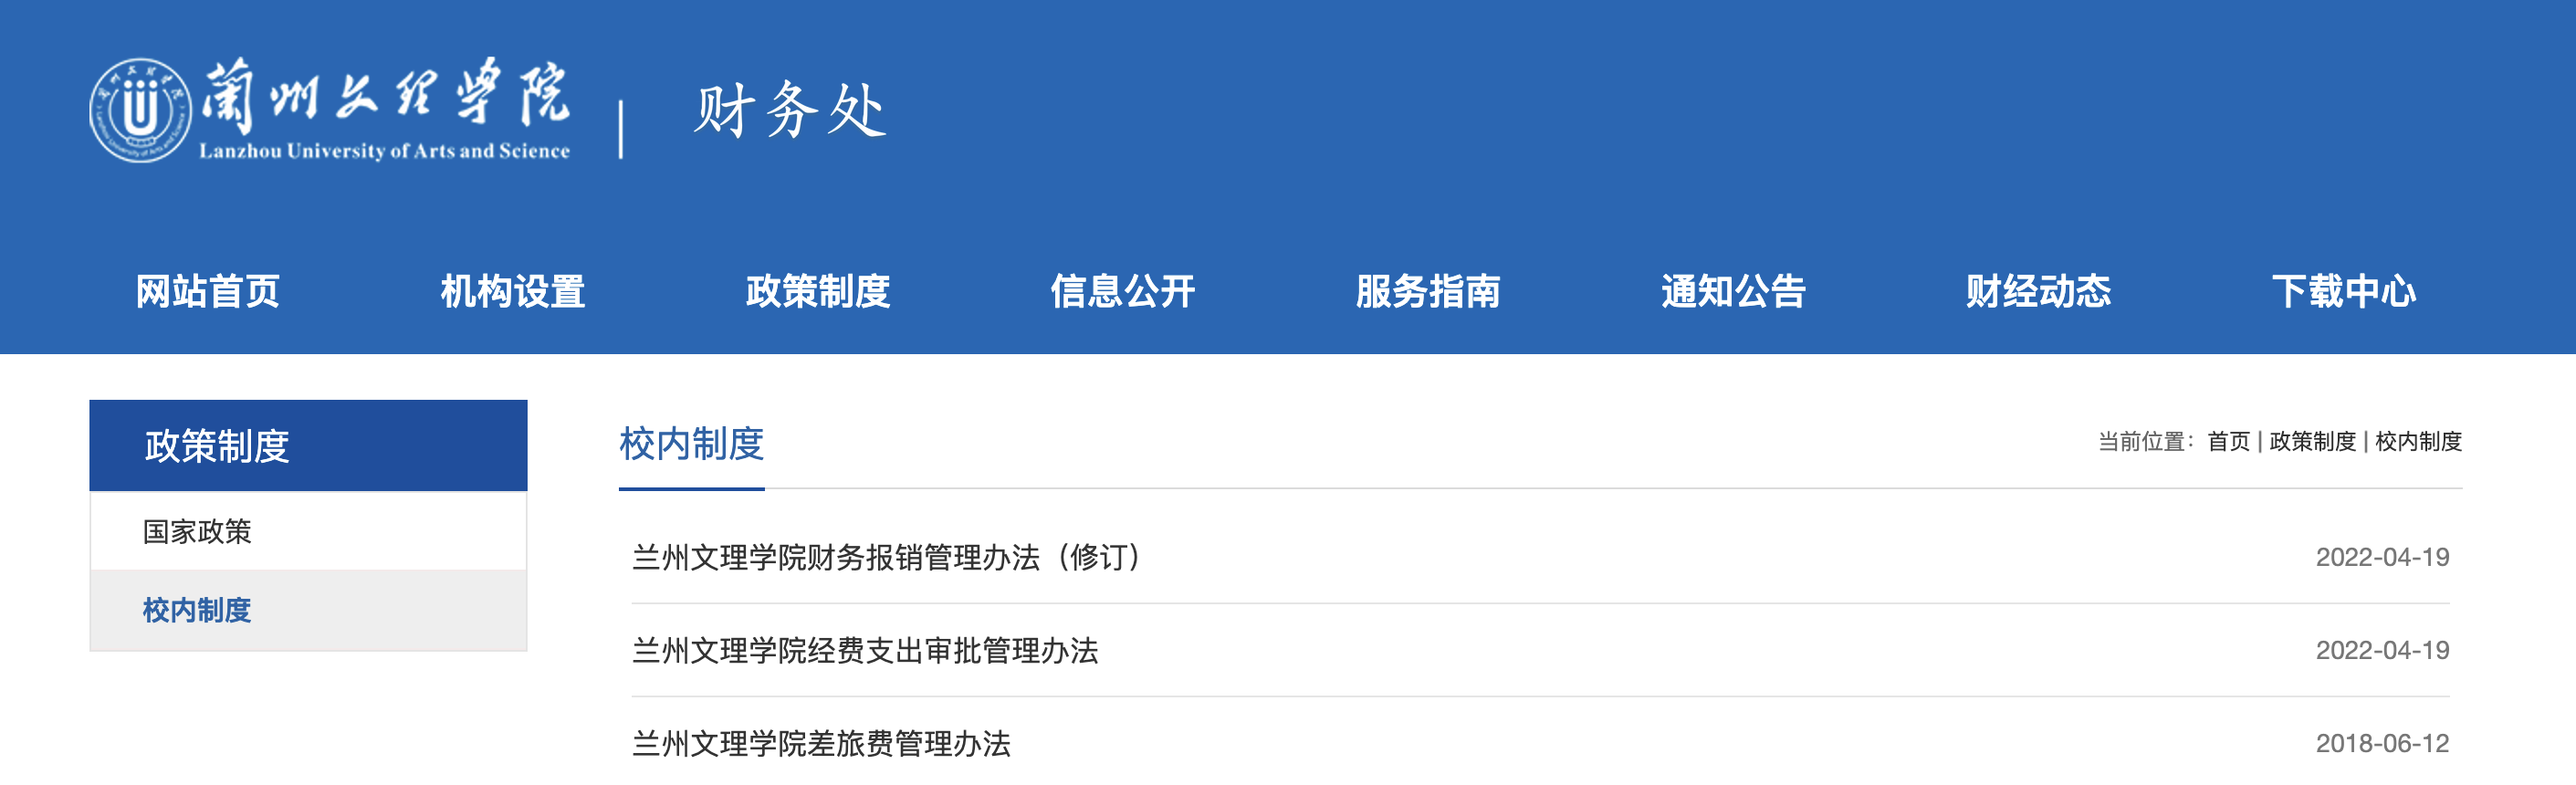 蘭州文理学院
Lanzhou University of Arts and Science
财务处
网站首页 机构设置 政策制度 信息公开 服务指南 通知公告 财经动态 下载中心
政策制度
国家政策
校内制度
校内制度
当前位置： 首页 | 政策制度 | 校内制度
兰州文理学院财务报销管理办法（修订） 2022-04-19
兰州文理学院经费支出审批管理办法 2022-04-19
兰州文理学院差旅费管理办法 2018-06-12